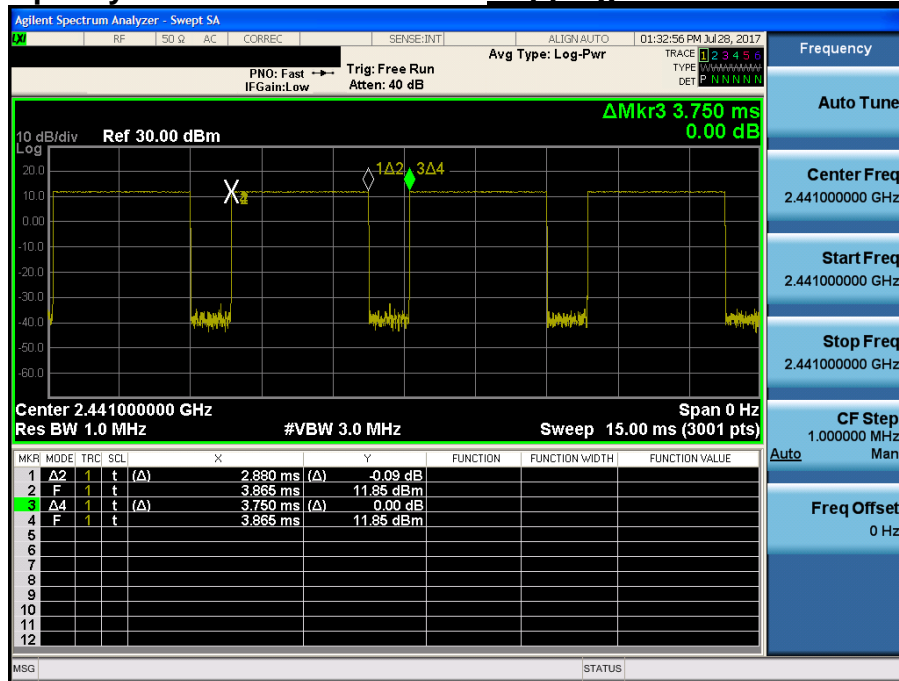 Agilent Spectrum Analyzer - Swept SA
LXI RF 50 Ω AC CORREC SENSE:INT ALIGN AUTO 01:32:56 PM Jul 28, 2017
Avg Type: Log-Pwr TRACE 1 2 3 4 5 6
PNO: Fast Trig: Free Run TYPE WWWWWW
IFGain:Low Atten: 40 dB DET P N N N N N
Frequency
ΔMkr3 3.750 ms
0.00 dB
10 dB/div Ref 30.00 dBm
Log
20.0
10.0
0.00
-10.0
-20.0
-30.0
-40.0
-50.0
-60.0
1Δ2 3Δ4
Center 2.441000000 GHz Span 0 Hz
Res BW 1.0 MHz #VBW 3.0 MHz Sweep 15.00 ms (3001 pts)
MKR MODE TRC SCL X Y FUNCTION FUNCTION WIDTH FUNCTION VALUE
1 Δ2 1 t (Δ) 2.880 ms (Δ) -0.09 dB
2 F 1 t 3.865 ms 11.85 dBm
3 Δ4 1 t (Δ) 3.750 ms (Δ) 0.00 dB
4 F 1 t 3.865 ms 11.85 dBm
5
6
7
8
9
10
11
12
Auto Tune
Center Freq
2.441000000 GHz
Start Freq
2.441000000 GHz
Stop Freq
2.441000000 GHz
CF Step
1.000000 MHz
Auto Man
Freq Offset
0 Hz
MSG STATUS